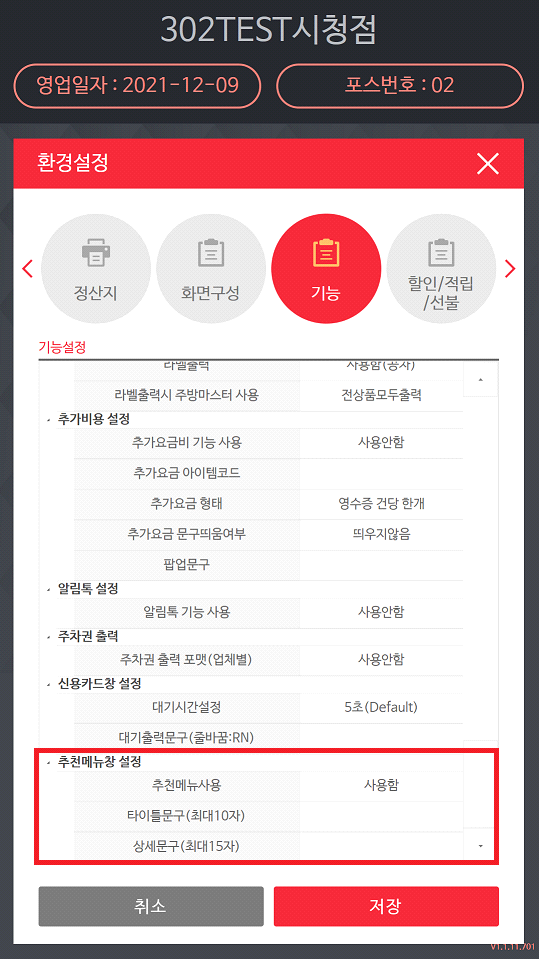 302TEST시청점
영업일자 : 2021-12-09
포스번호 : 02
환경설정
정산지
화면구성
기능
할인/적립
/선불
기능설정
라벨출력 사용함(공차)
라벨출력시 주방마스터 사용 전상품모두출력
추가비용 설정
추가요금비 기능 사용 사용안함
추가요금 아이템코드
추가요금 형태 영수증 건당 한개
추가요금 문구띄움여부 띄우지않음
팝업문구
알림톡 설정
알림톡 기능 사용 사용안함
주차권 출력
주차권 출력 포맷(업체별) 사용안함
신용카드창 설정
대기시간설정 5초(Default)
대기출력문구(줄바꿈:RN)
추천메뉴창 설정
추천메뉴사용 사용함
타이틀문구(최대10자)
상세문구(최대15자)
취소
저장
V1.1.11.701